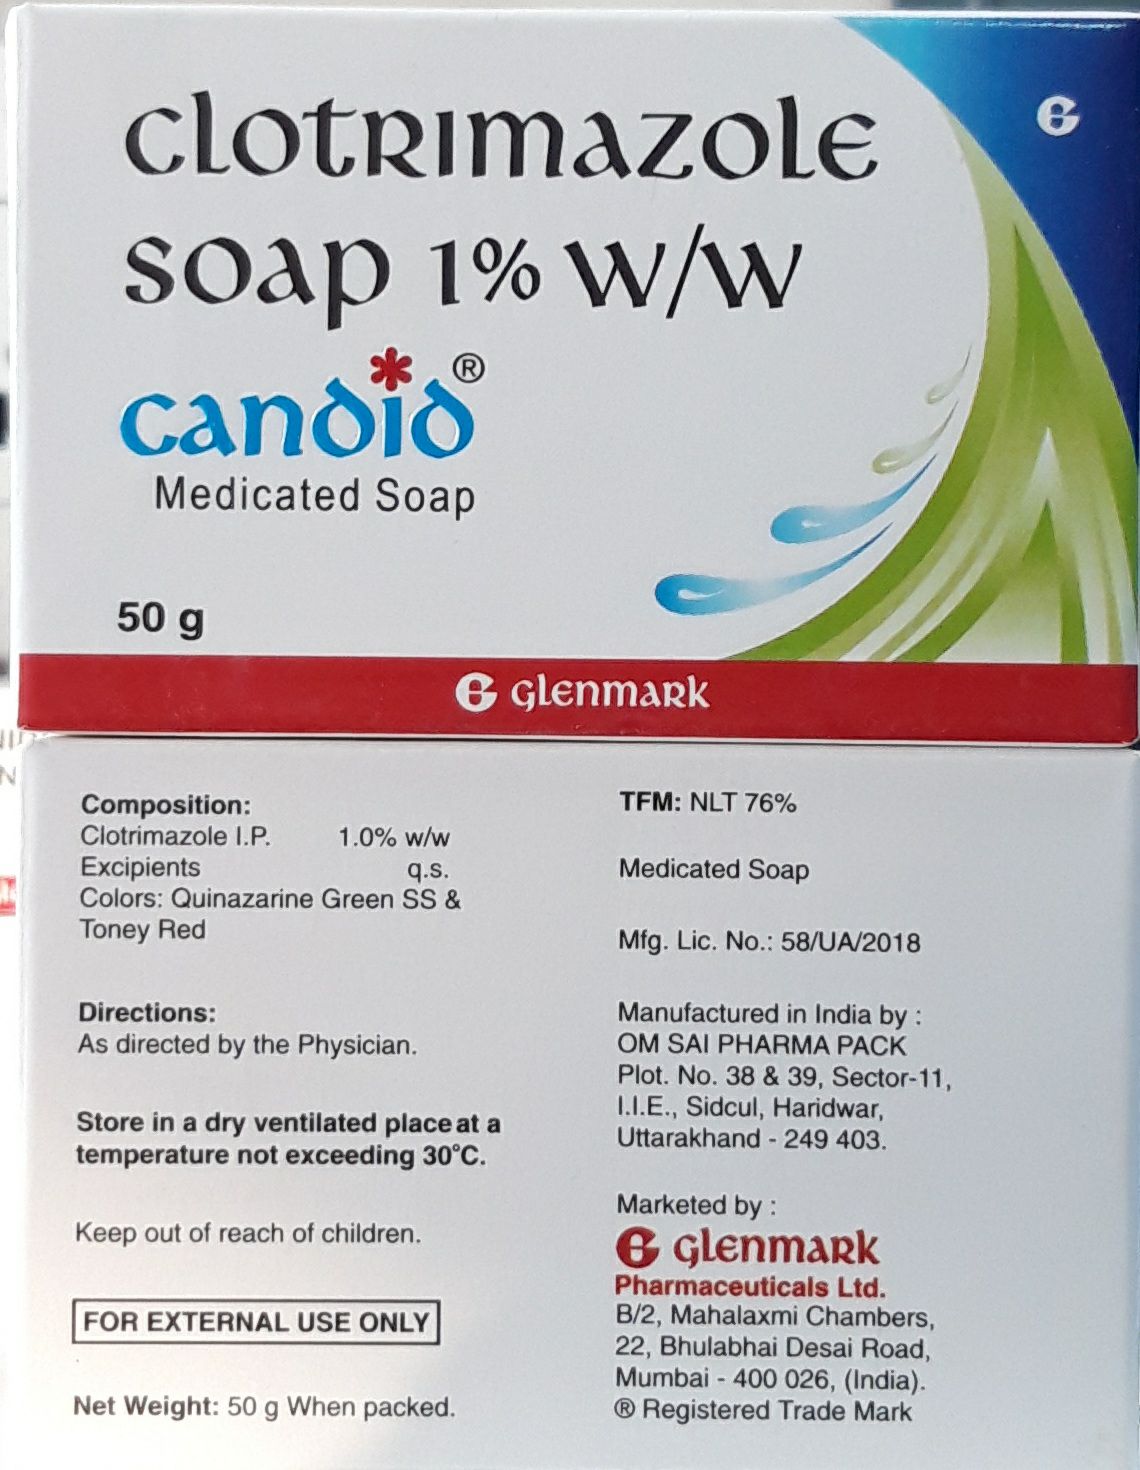 clotrimazole
soap 1% w/w
candid®
Medicated Soap
50 g
G glenmark
Composition:
Clotrimazole I.P. 1.0% w/w
Excipients q.s.
Colors: Quinazarine Green SS &
Toney Red
Directions:
As directed by the Physician.
Store in a dry ventilated place at a
temperature not exceeding 30°C.
Keep out of reach of children.
FOR EXTERNAL USE ONLY
Net Weight: 50 g When packed.
TFM: NLT 76%
Medicated Soap
Mfg. Lic. No.: 58/UA/2018
Manufactured in India by :
OM SAI PHARMA PACK
Plot. No. 38 & 39, Sector-11,
I.I.E., Sidcul, Haridwar,
Uttarakhand - 249 403.
Marketed by :
G glenmark
Pharmaceuticals Ltd.
B/2, Mahalaxmi Chambers,
22, Bhulabhai Desai Road,
Mumbai - 400 026, (India).
® Registered Trade Mark